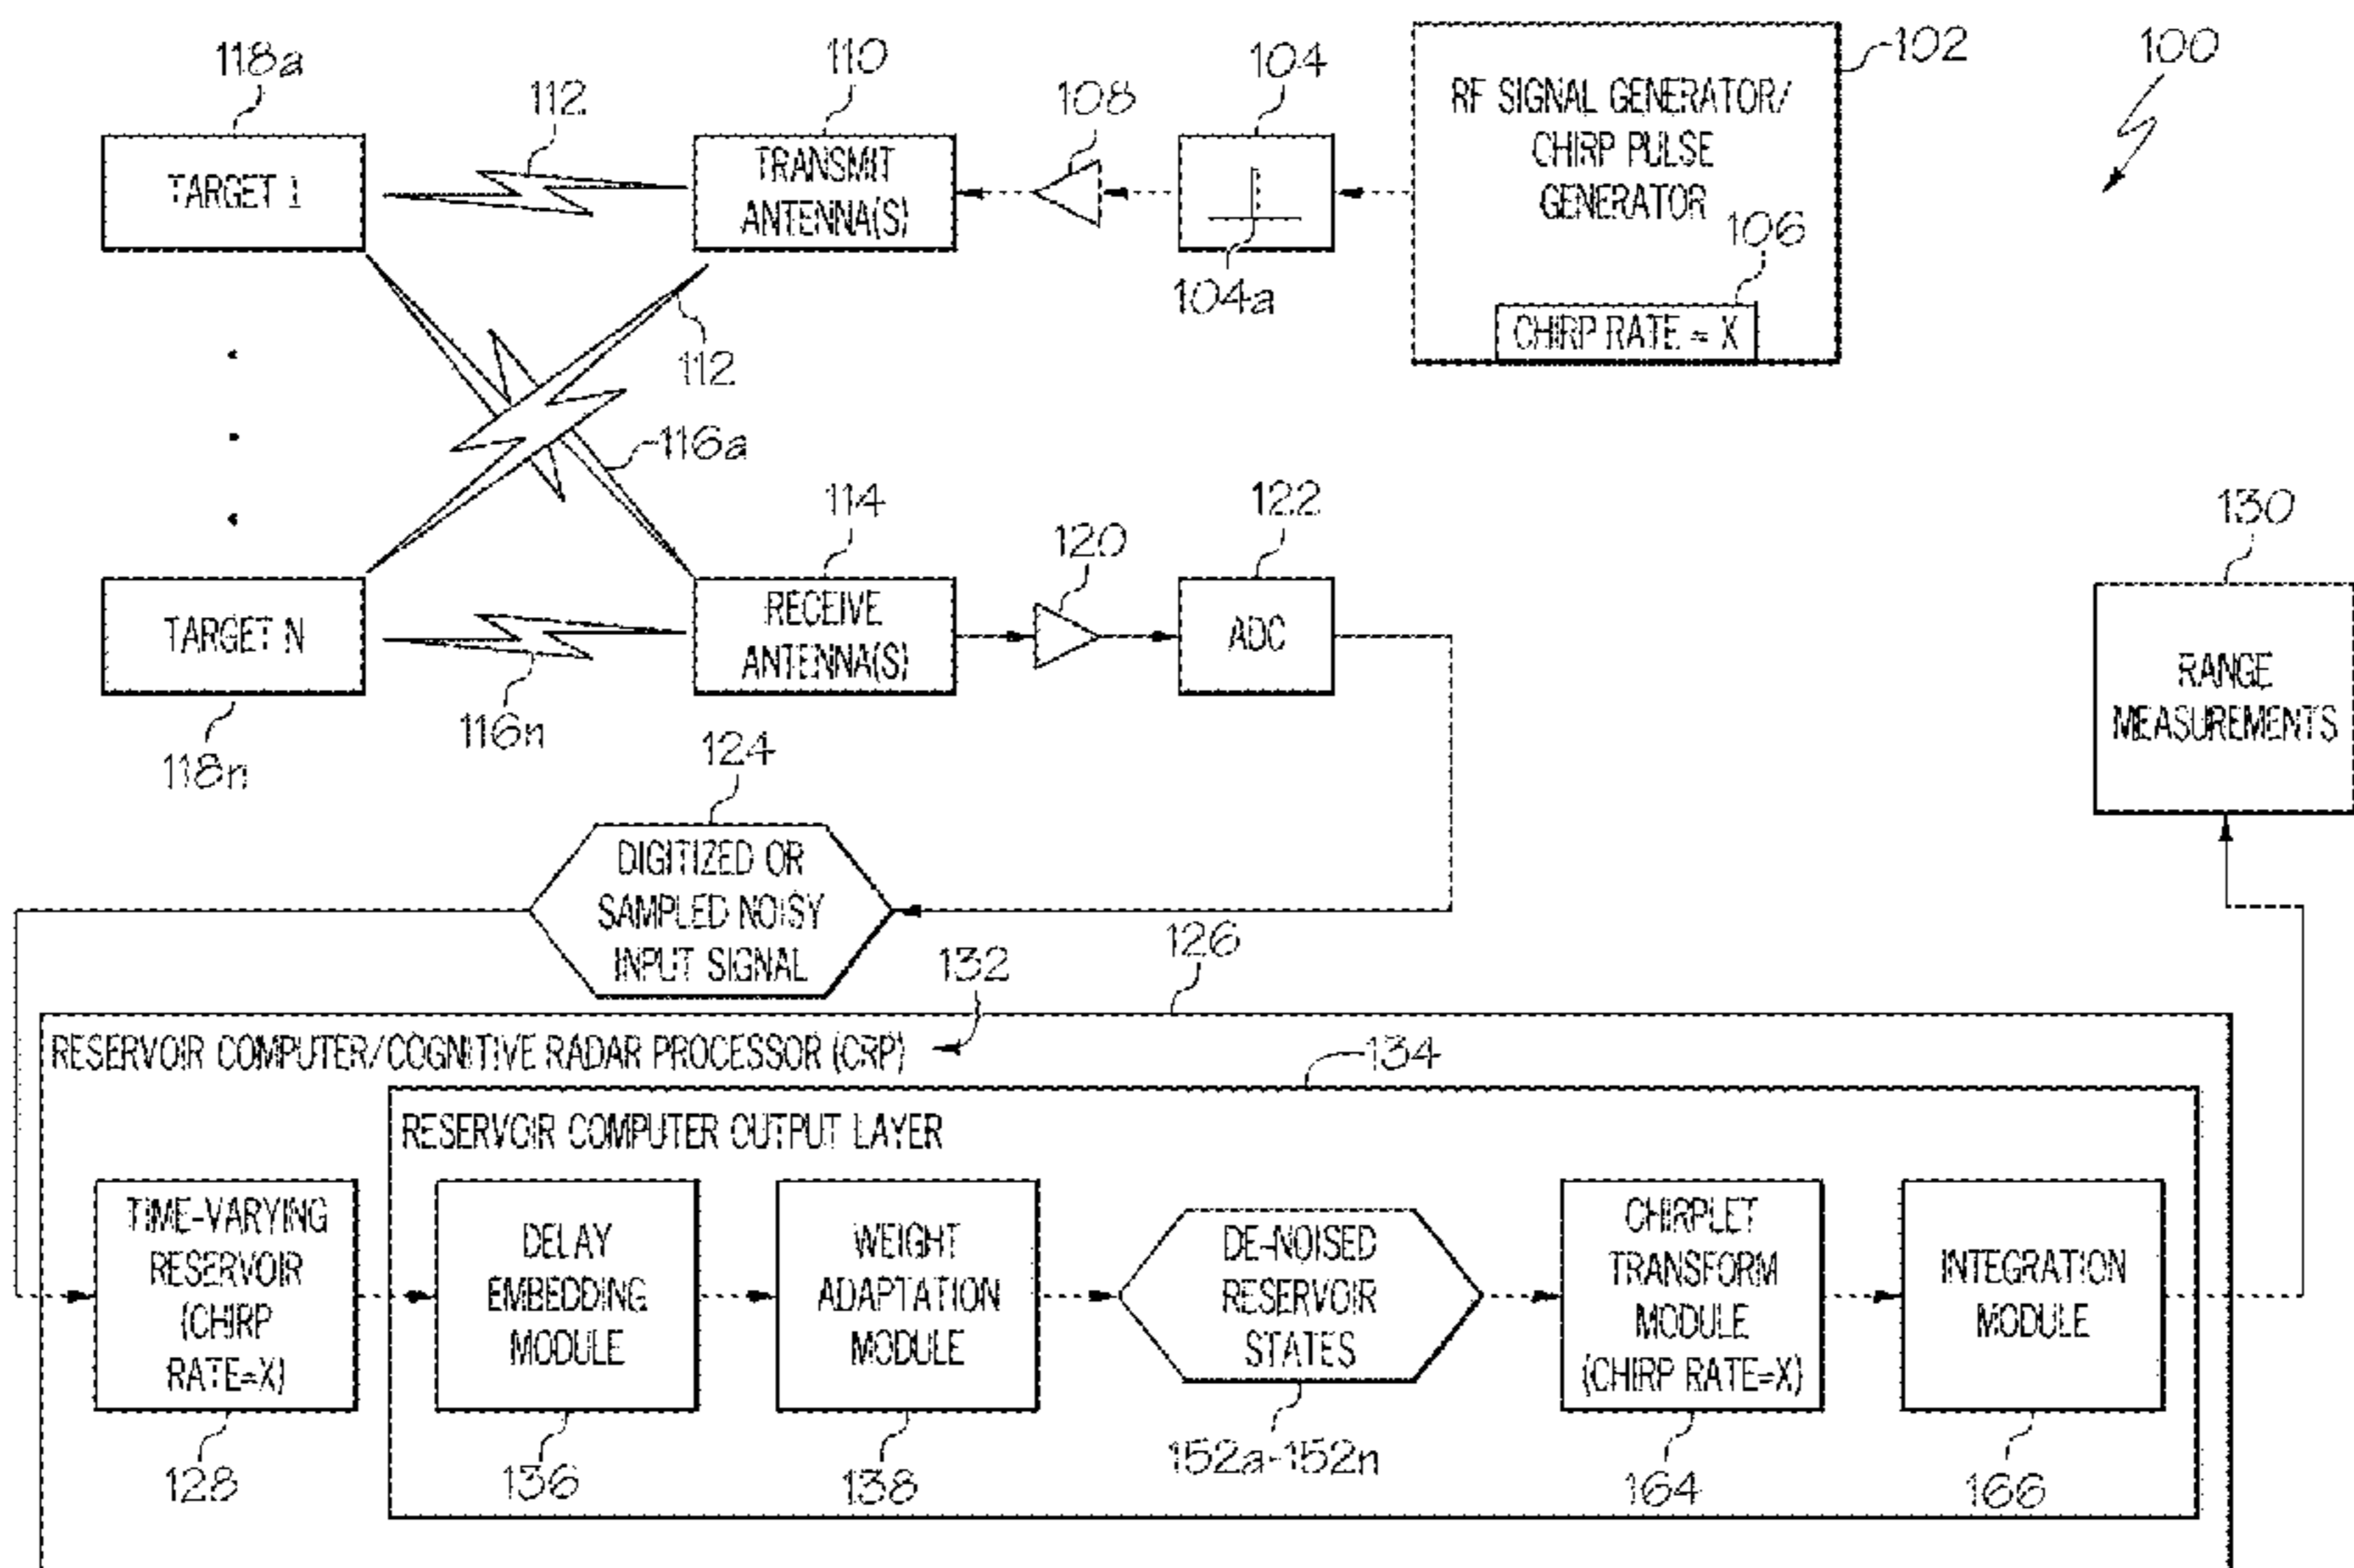 118a
112
110
108
104
102
100
TARGET 1
TRANSMIT
ANTENNA(S)
RF SIGNAL GENERATOR/
CHIRP PULSE
GENERATOR
104a
106
CHIRP RATE = X
112
116a
114
120
122
130
TARGET N
RECEIVE
ANTENNA(S)
ADC
RANGE
MEASUREMENTS
118n
116n
124
DIGITIZED OR
SAMPLED NOISY
INPUT SIGNAL
126
132
RESERVOIR COMPUTER/COGNITIVE RADAR PROCESSOR (CRP)
134
RESERVOIR COMPUTER OUTPUT LAYER
TIME-VARYING
RESERVOIR
(CHIRP
RATE=X)
DELAY
EMBEDDING
MODULE
WEIGHT
ADAPTATION
MODULE
DE-NOISED
RESERVOIR
STATES
CHIRPLET
TRANSFORM
MODULE
(CHIRP RATE=X)
INTEGRATION
MODULE
128
136
138
152a-152n
164
166